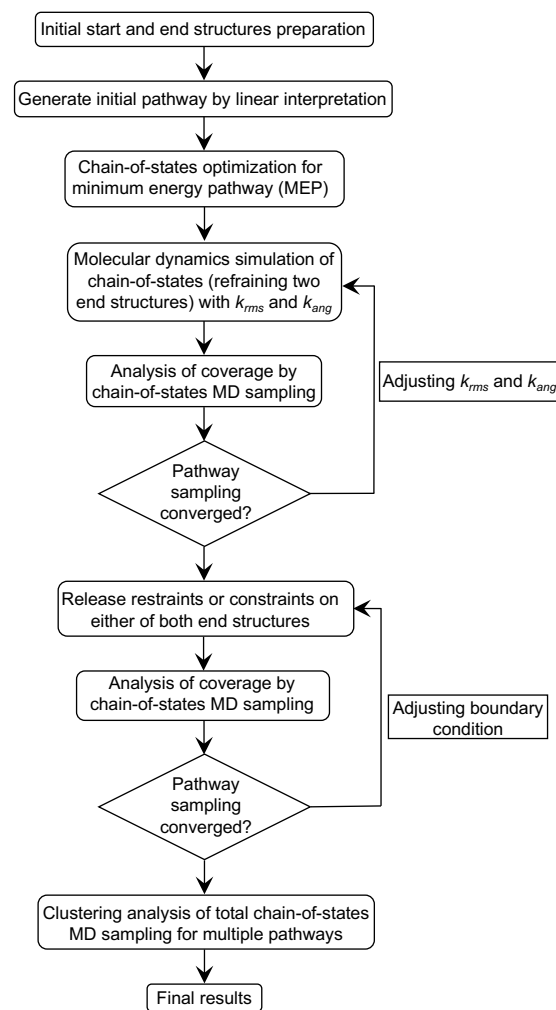 Initial start and end structures preparation
Generate initial pathway by linear interpretation
Chain-of-states optimization for
minimum energy pathway (MEP)
Molecular dynamics simulation of
chain-of-states (refraining two
end structures) with k_rms and k_ang
Analysis of coverage by
chain-of-states MD sampling
Adjusting k_rms and k_ang
Pathway
sampling
converged?
Release restraints or constraints on
either of both end structures
Analysis of coverage by
chain-of-states MD sampling
Adjusting boundary
condition
Pathway
sampling
converged?
Clustering analysis of total chain-of-states
MD sampling for multiple pathways
Final results